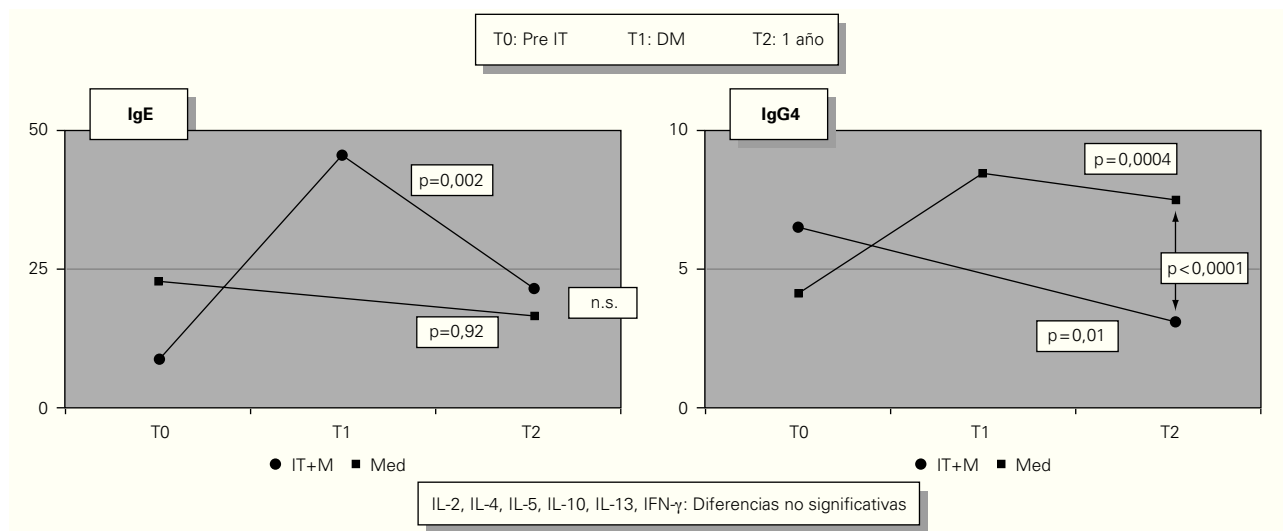 T0: Pre IT T1: DM T2: 1 año
IgE
50
25
0
p=0,002
n.s.
p=0,92
T0 T1 T2
● IT+M ■ Med
IgG4
10
5
0
p=0,0004
p<0,0001
p=0,01
T0 T1 T2
● IT+M ■ Med
IL-2, IL-4, IL-5, IL-10, IL-13, IFN-γ: Diferencias no significativas